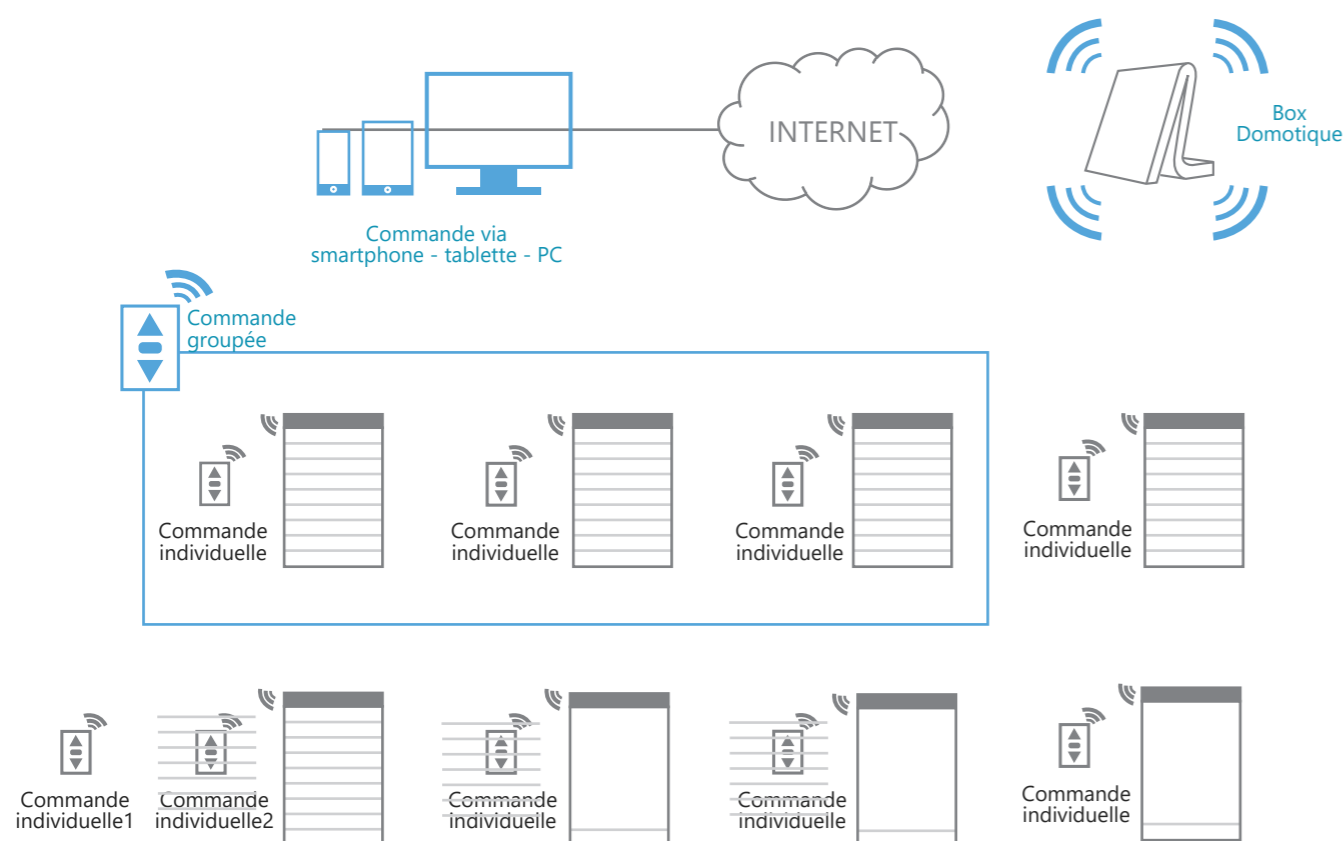 INTERNET
Box
Domotique
Commande via
smartphone - tablette - PC
Commande
groupée
Commande
individuelle
Commande
individuelle
Commande
individuelle
Commande
individuelle
Commande
individuelle1
Commande
individuelle2
Commande
individuelle
Commande
individuelle
Commande
individuelle